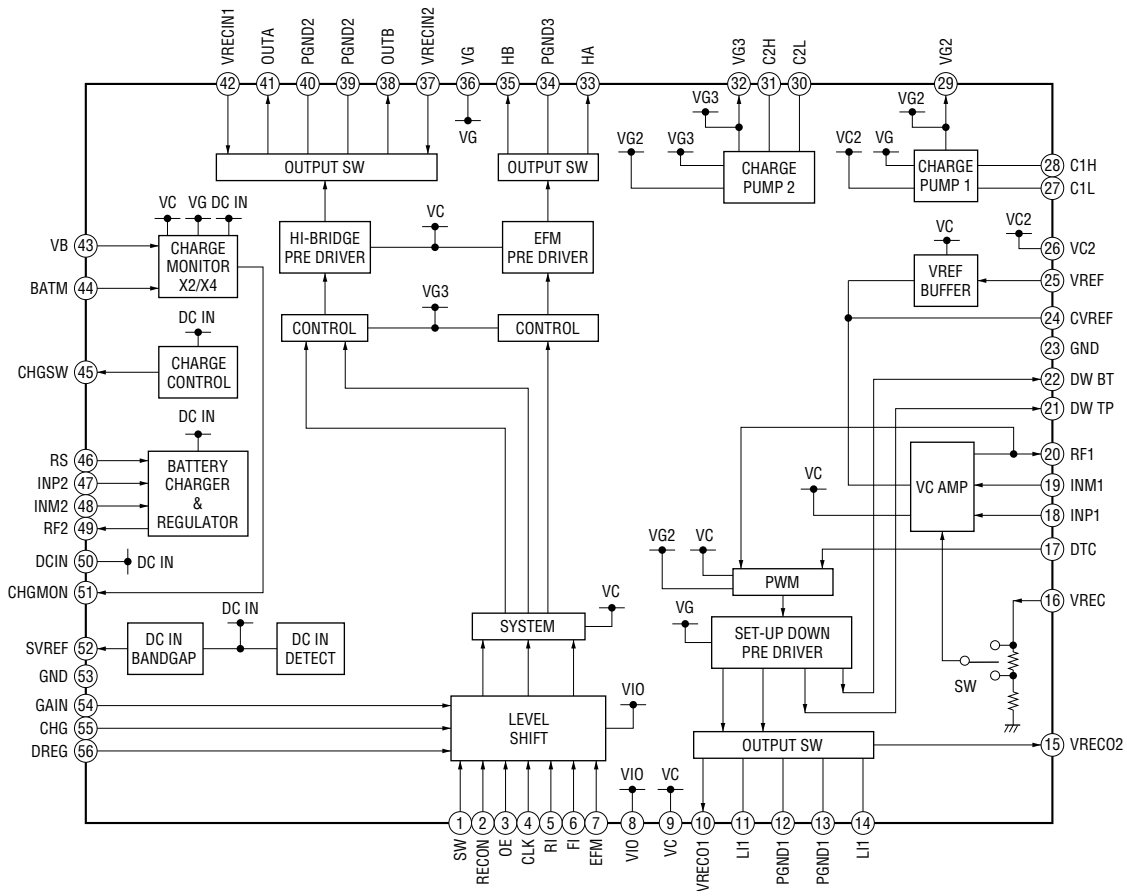 VRECIN1
OUTA
PGND2
PGND2
OUTB
VRECIN2
VG
HB
PGND3
HA
VG3
C2H
C2L
VG2
42
41
40
39
38
37
36
35
34
33
32
31
30
29
VG
VG3
VG2
VG2
VG3
VC2
VG
OUTPUT SW
OUTPUT SW
CHARGE
PUMP 2
CHARGE
PUMP 1
28 C1H
27 C1L
VC
VG
DC IN
VB 43
BATM 44
CHARGE
MONITOR
X2/X4
HI-BRIDGE
PRE DRIVER
VC
EFM
PRE DRIVER
VC
VC2
26 VC2
VREF
BUFFER
25 VREF
VG3
DC IN
CONTROL
CONTROL
24 CVREF
23 GND
CHGSW 45
CHARGE
CONTROL
22 DW BT
21 DW TP
DC IN
RS 46
INP2 47
INM2 48
RF2 49
BATTERY
CHARGER
&
REGULATOR
VC AMP
20 RF1
19 INM1
18 INP1
VC
DCIN 50
DC IN
CHGMON 51
VG2
VC
17 DTC
PWM
16 VREC
DC IN
SVREF 52
DC IN
BANDGAP
DC IN
DETECT
SYSTEM
VC
VG
SET-UP DOWN
PRE DRIVER
SW
GND 53
GAIN 54
CHG 55
DREG 56
LEVEL
SHIFT
VIO
OUTPUT SW
15 VRECO2
VIO
VC
1
2
3
4
5
6
7
8
9
10
11
12
13
14
SW
RECON
OE
CLK
RI
FI
EFM
VIO
VC
VRECO1
LI1
PGND1
PGND1
LI1